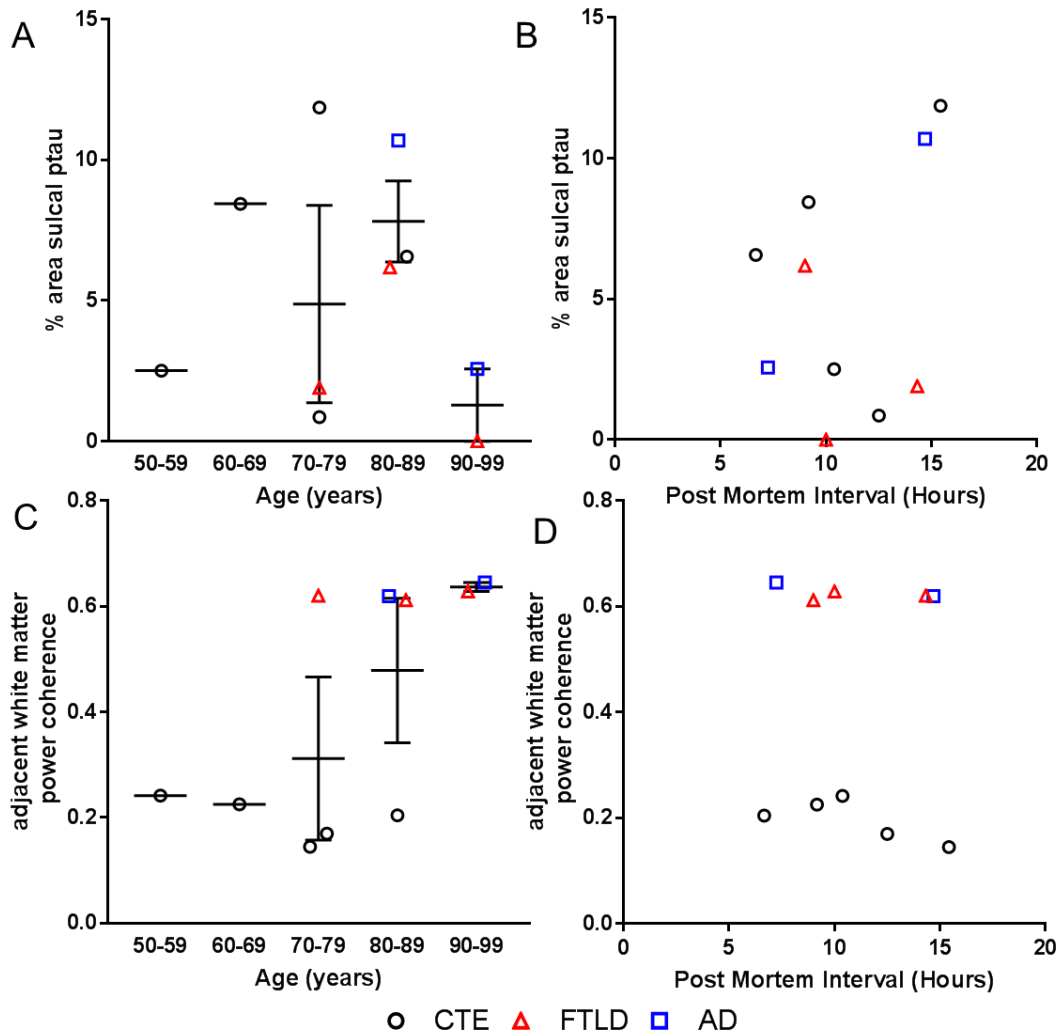 A
% area sulcal ptau
15
10
5
0
50-59 60-69 70-79 80-89 90-99
Age (years)
B
% area sulcal ptau
15
10
5
0
0 5 10 15 20
Post Mortem Interval (Hours)
C
adjacent white matter
power coherence
0.8
0.6
0.4
0.2
0.0
50-59 60-69 70-79 80-89 90-99
Age (years)
D
adjacent white matter
power coherence
0.8
0.6
0.4
0.2
0.0
0 5 10 15 20
Post Mortem Interval (Hours)
CTE FTLD AD